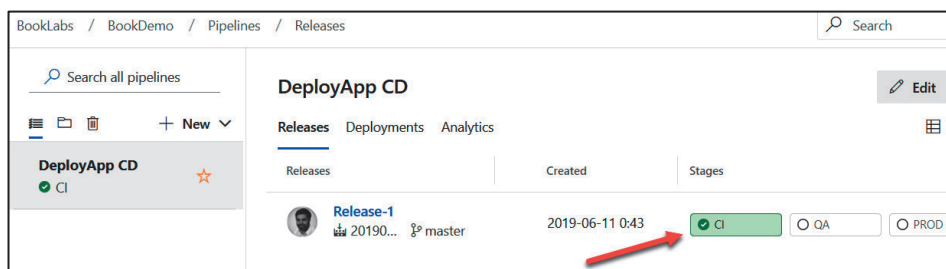 BookLabs / BookDemo / Pipelines / Releases
Search
Search all pipelines
New
DeployApp CD
CI
DeployApp CD
Edit
Releases Deployments Analytics
Releases Created Stages
Release-1
20190... master
2019-06-11 0:43
CI
QA
PROD